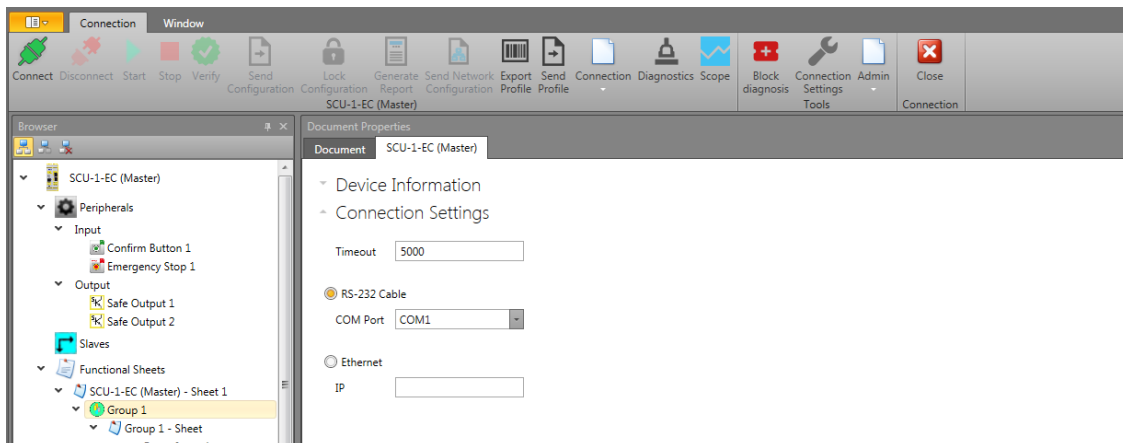 Connection Window
Connect Disconnect Start Stop Verify Send Configuration Lock Configuration Generate Report Send Network Configuration Export Profile Send Profile Connection Diagnostics Scope Block diagnosis Connection Settings Admin Close
SCU-1-EC (Master) Tools Connection
Browser
Document Properties
Document SCU-1-EC (Master)
SCU-1-EC (Master)
Peripherals
Input
Confirm Button 1
Emergency Stop 1
Output
Safe Output 1
Safe Output 2
Slaves
Functional Sheets
SCU-1-EC (Master) - Sheet 1
Group 1
Group 1 - Sheet
Device Information
Connection Settings
Timeout 5000
RS-232 Cable
COM Port COM1
Ethernet
IP